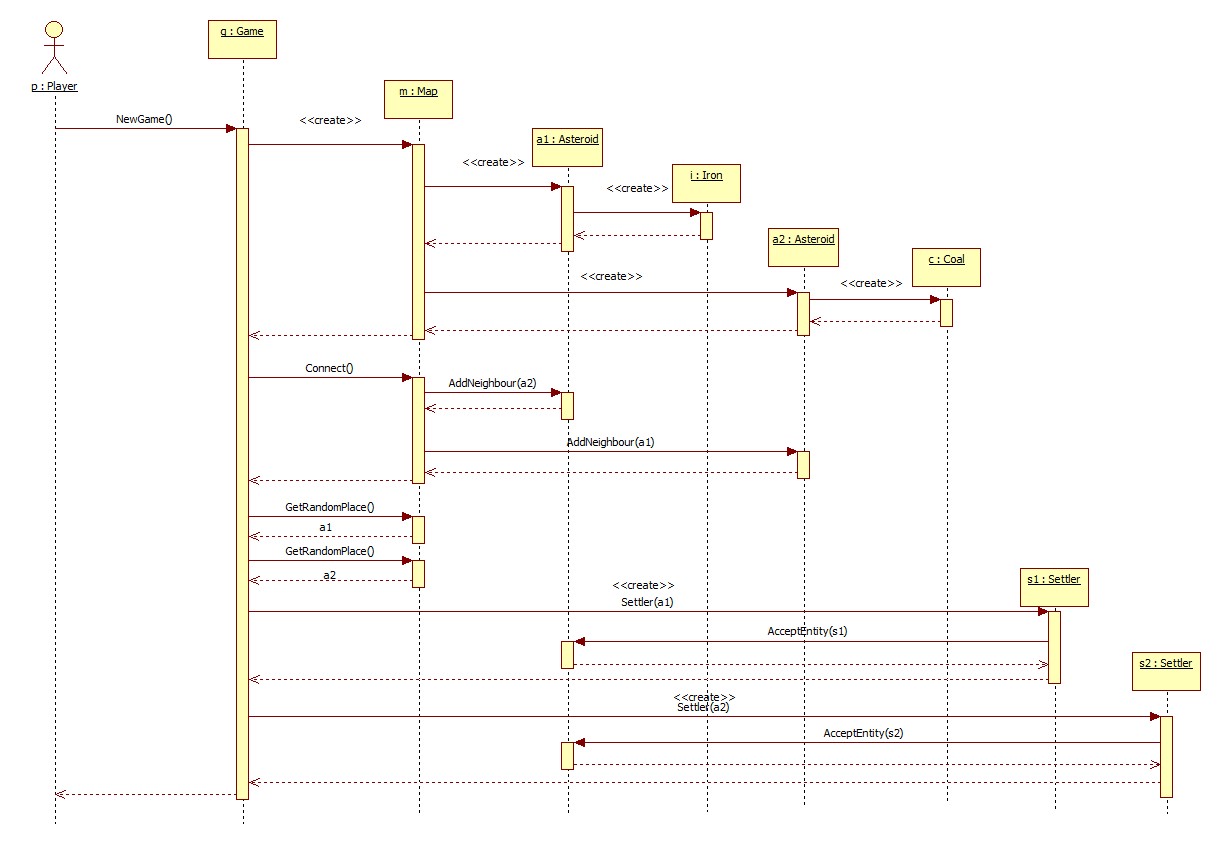 g : Game
p : Player
m : Map
NewGame()
<<create>>
a1 : Asteroid
<<create>>
i : Iron
<<create>>
a2 : Asteroid
c : Coal
<<create>>
<<create>>
Connect()
AddNeighbour(a2)
AddNeighbour(a1)
GetRandomPlace()
a1
GetRandomPlace()
a2
<<create>>
Settler(a1)
s1 : Settler
AcceptEntity(s1)
s2 : Settler
<<create>>
Settler(a2)
AcceptEntity(s2)